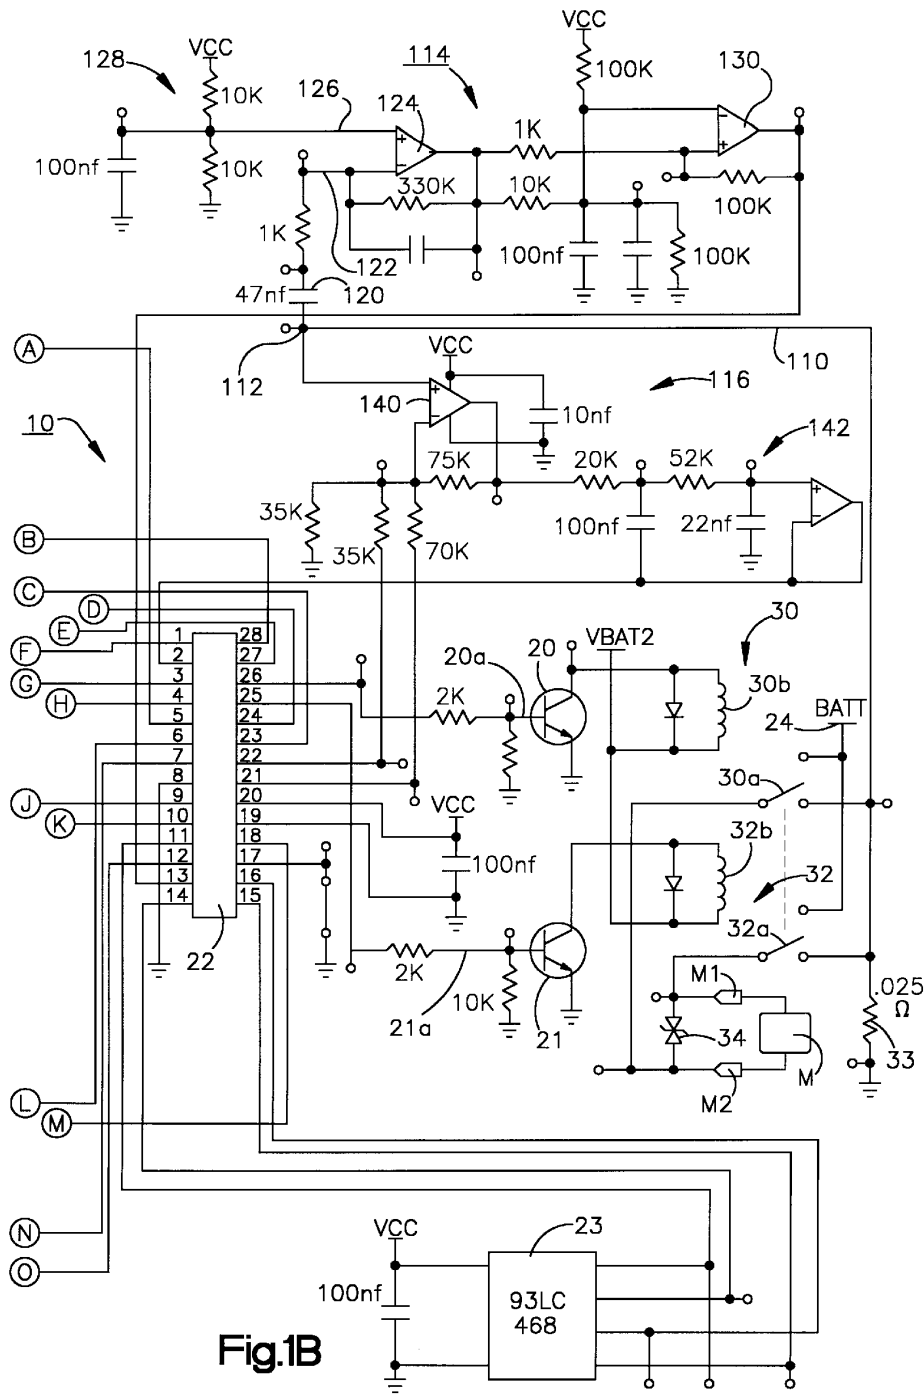 VCC
VCC
128
114
130
10K
126
124
100K
1K
100nf
10K
330K
10K
100K
1K
122
100nf
100K
47nf
120
A
112
VCC
110
116
10
140
10nf
142
75K
20K
52K
35K
35K
70K
100nf
22nf
B
C
D
E
F
G
H
1 28
2 27
3 26
4 25
5 24
6 23
7 22
8 21
9 20
10 19
11 18
12 17
13 16
14 15
20a
20
VBAT2
30
2K
30b
24
BATT
30a
J
K
VCC
100nf
32b
32
32a
22
2K
21a
10K
21
M1
34
M
M2
.025
Ω
33
L
M
N
O
VCC
23
100nf
93LC
468
Fig.1B